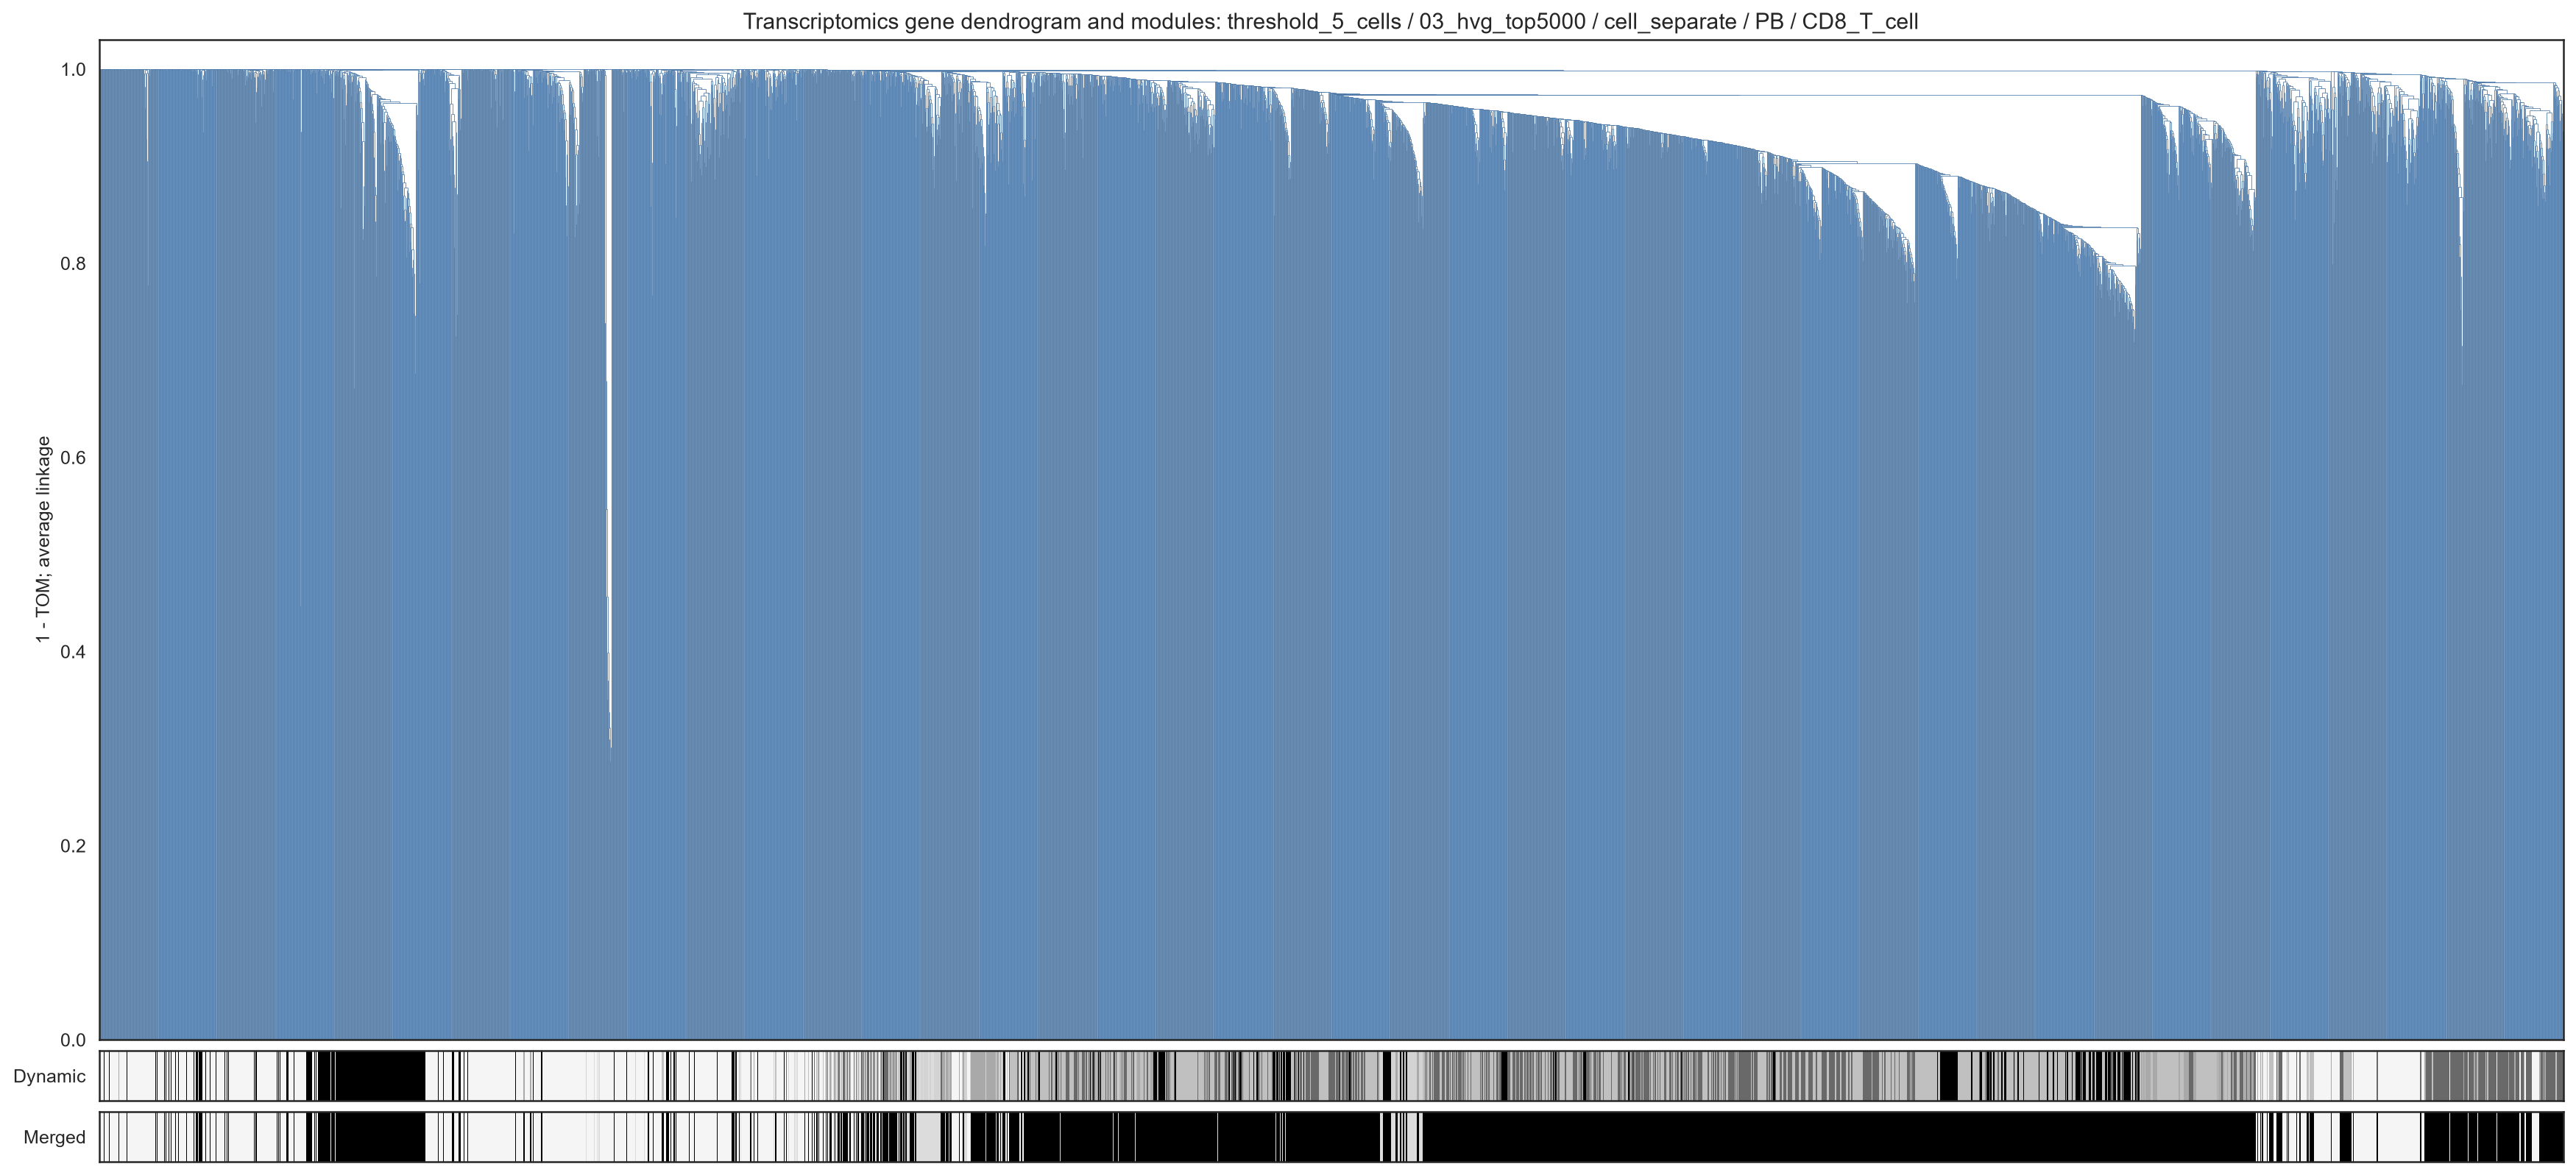 Transcriptomics gene dendrogram and modules: threshold_5_cells / 03_hvg_top5000 / cell_separate / PB / CD8_T_cell
1 - TOM; average linkage
1.0
0.8
0.6
0.4
0.2
0.0
Dynamic
Merged